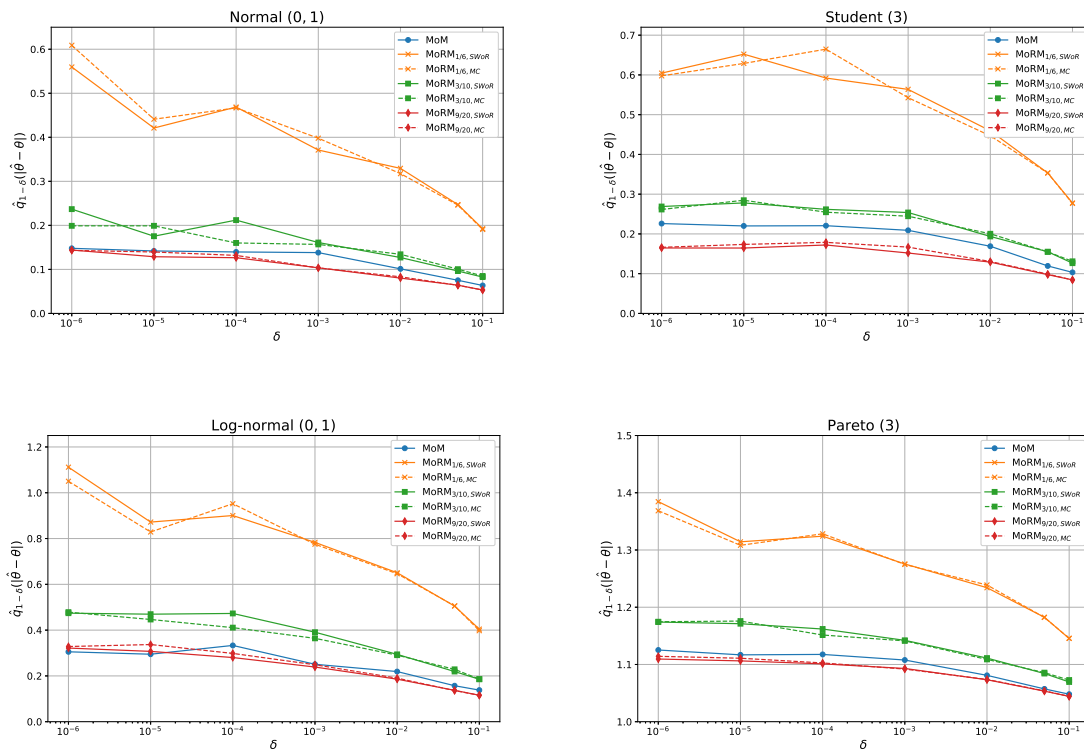 Normal (0, 1)
q̂₁₋δ(|θ̂ − θ|)
0.6
0.5
0.4
0.3
0.2
0.1
0.0
10⁻⁶ 10⁻⁵ 10⁻⁴ 10⁻³ 10⁻² 10⁻¹
δ
MoM
MoRM₁/₆, SWoR
MoRM₁/₆, MC
MoRM₃/₁₀, SWoR
MoRM₃/₁₀, MC
MoRM₉/₂₀, SWoR
MoRM₉/₂₀, MC
Student (3)
q̂₁₋δ(|θ̂ − θ|)
0.7
0.6
0.5
0.4
0.3
0.2
0.1
0.0
10⁻⁶ 10⁻⁵ 10⁻⁴ 10⁻³ 10⁻² 10⁻¹
δ
MoM
MoRM₁/₆, SWoR
MoRM₁/₆, MC
MoRM₃/₁₀, SWoR
MoRM₃/₁₀, MC
MoRM₉/₂₀, SWoR
MoRM₉/₂₀, MC
Log-normal (0, 1)
q̂₁₋δ(|θ̂ − θ|)
1.2
1.0
0.8
0.6
0.4
0.2
0.0
10⁻⁶ 10⁻⁵ 10⁻⁴ 10⁻³ 10⁻² 10⁻¹
δ
MoM
MoRM₁/₆, SWoR
MoRM₁/₆, MC
MoRM₃/₁₀, SWoR
MoRM₃/₁₀, MC
MoRM₉/₂₀, SWoR
MoRM₉/₂₀, MC
Pareto (3)
q̂₁₋δ(|θ̂ − θ|)
1.5
1.4
1.3
1.2
1.1
1.0
10⁻⁶ 10⁻⁵ 10⁻⁴ 10⁻³ 10⁻² 10⁻¹
δ
MoM
MoRM₁/₆, SWoR
MoRM₁/₆, MC
MoRM₃/₁₀, SWoR
MoRM₃/₁₀, MC
MoRM₉/₂₀, SWoR
MoRM₉/₂₀, MC